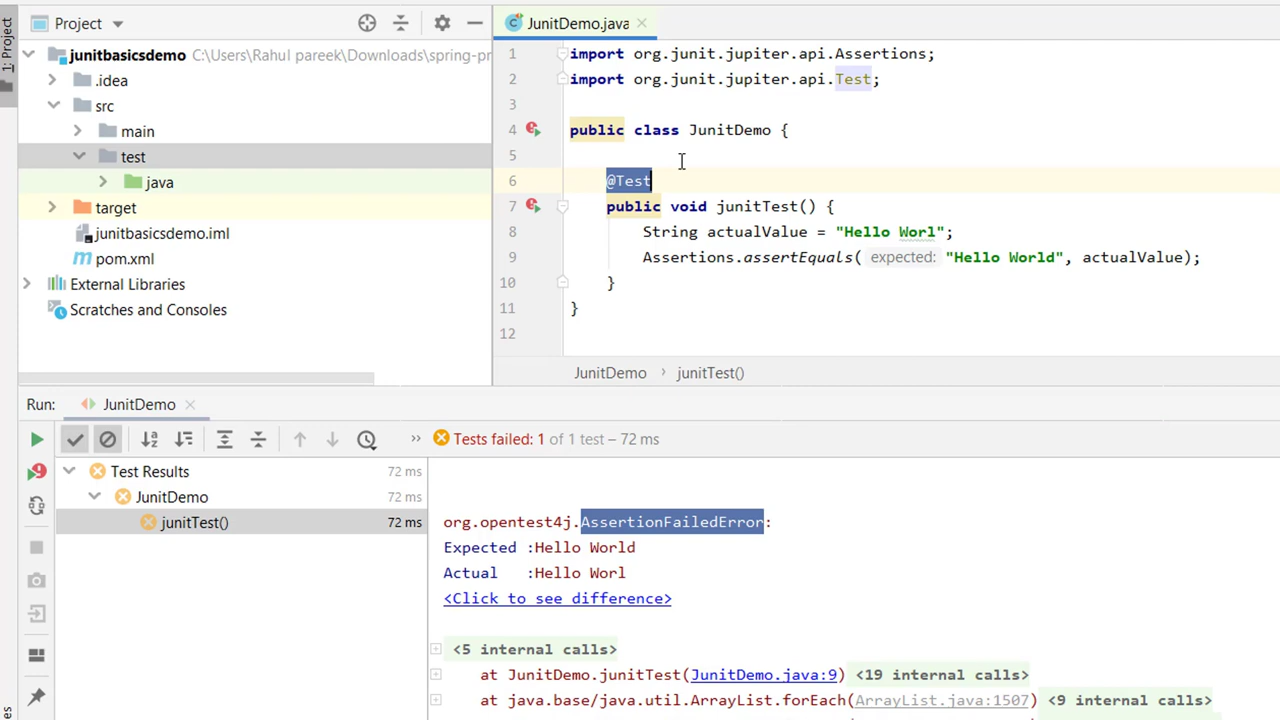 Project
JunitDemo.java
1: Project
junitbasicsdemo C:\Users\Rahul pareek\Downloads\spring-pr
.idea
src
main
test
java
target
junitbasicsdemo.iml
pom.xml
External Libraries
Scratches and Consoles
1 import org.junit.jupiter.api.Assertions;
2 import org.junit.jupiter.api.Test;
3
4 public class JunitDemo {
5
6 @Test
7 public void junitTest() {
8 String actualValue = "Hello Worl";
9 Assertions.assertEquals( expected: "Hello World", actualValue);
10 }
11 }
12
JunitDemo › junitTest()
Run: JunitDemo
Tests failed: 1 of 1 test – 72 ms
Test Results 72 ms
JunitDemo 72 ms
junitTest() 72 ms
org.opentest4j.AssertionFailedError:
Expected :Hello World
Actual :Hello Worl
<Click to see difference>
<5 internal calls>
at JunitDemo.junitTest(JunitDemo.java:9) <19 internal calls>
at java.base/java.util.ArrayList.forEach(ArrayList.java:1507) <9 internal calls>